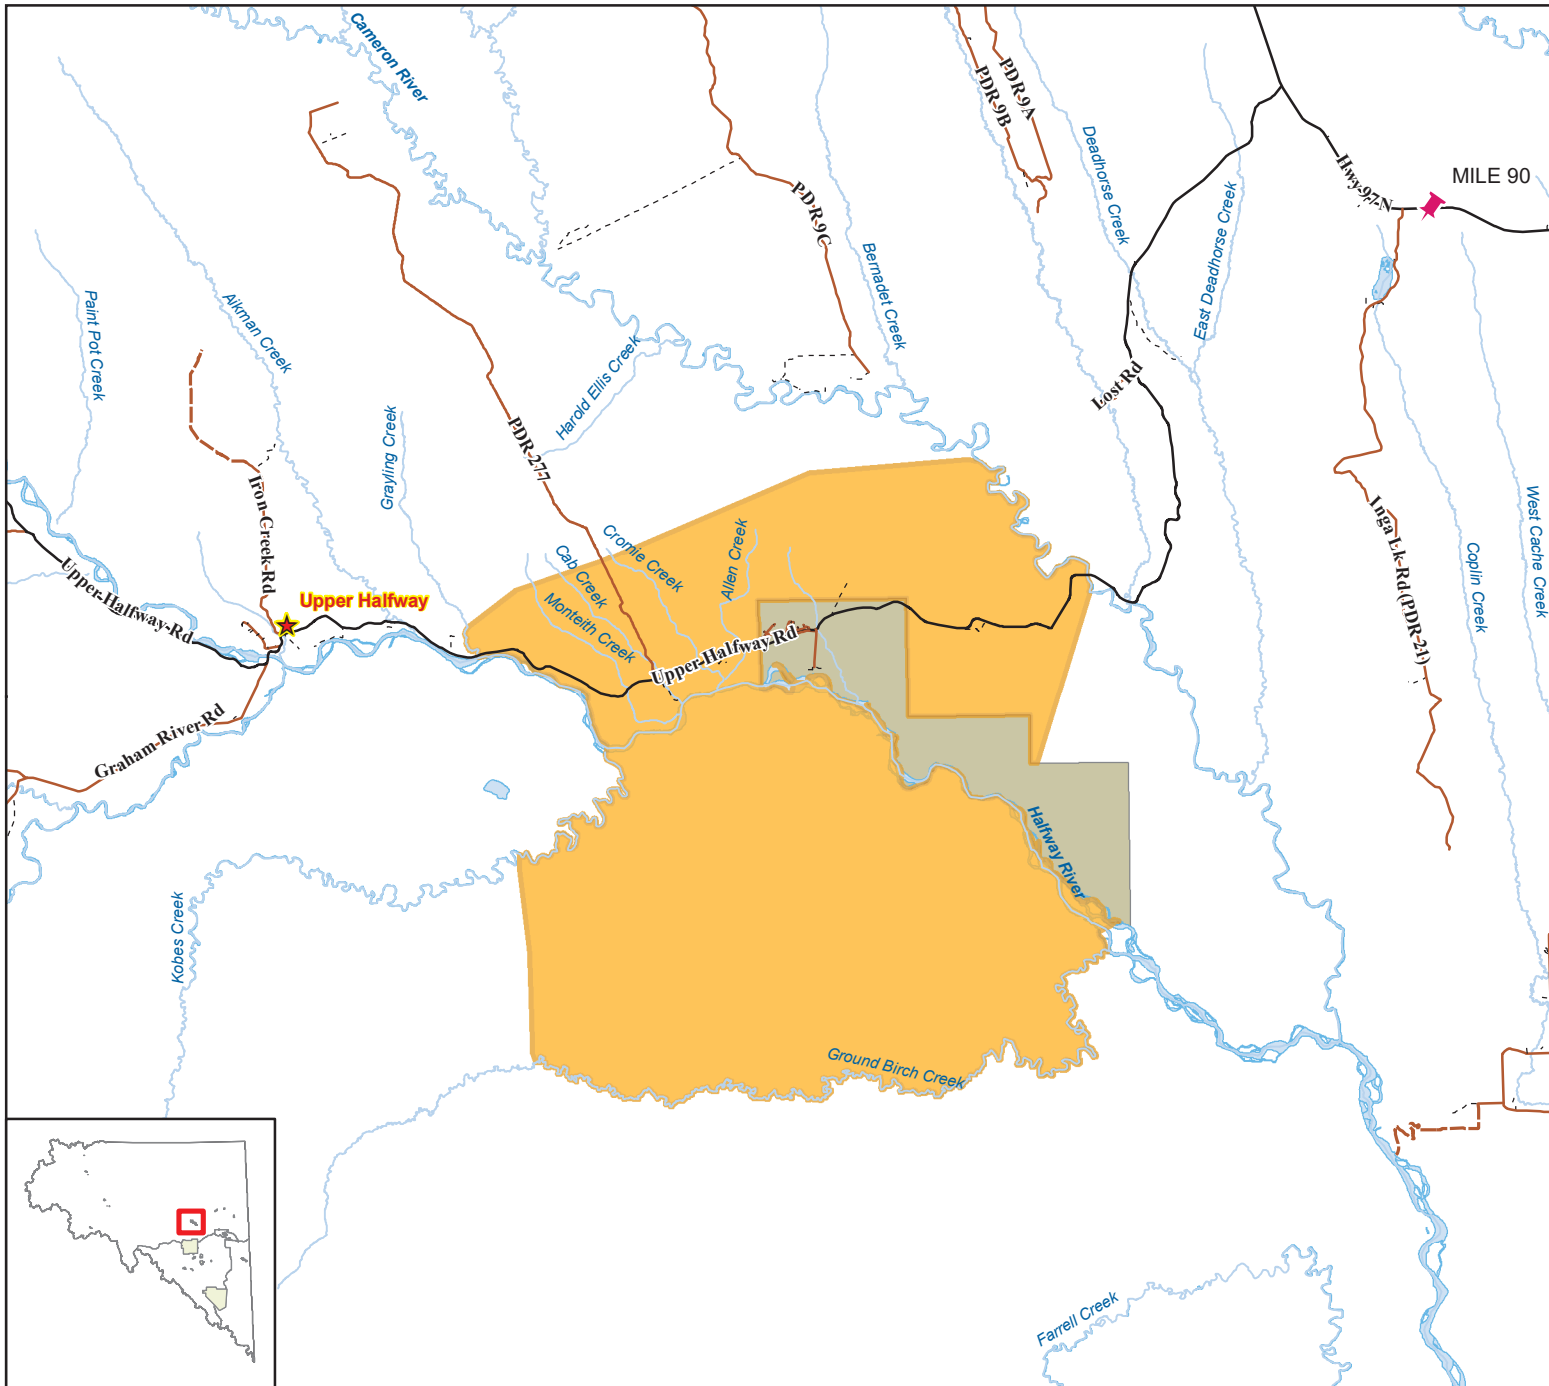 Cameron River
PDR-9A
PDR-9B
Deadhorse Creek
Hwy-97-N
MILE 90
East Deadhorse Creek
P-D-R-9C
Bernadet Creek
Paint Pot Creek
Aikman Creek
Harold Ellis Creek
Lost-Rd
Grayling Creek
PDR-277
Iron-Creek-Rd
Inga-Lk-Rd-(PDR-21)
West Cache Creek
Coplin Creek
Cromie Creek
Allen Creek
Cab Creek
Monteith Creek
Upper-Halfway-Rd
Upper Halfway
Upper-Halfway-Rd
Graham-River-Rd
Halfway River
Kobes Creek
Ground Birch Creek
Farrell Creek